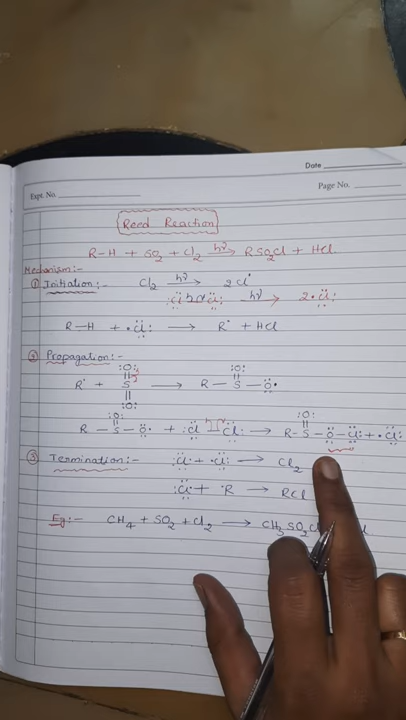 Date
Page No.
Expt. No.
Reed Reaction
R-H + SO₂ + Cl₂ →hν RSO₂Cl + HCl
Mechanism:-
① Initiation:- Cl₂ →hν 2Cl•
:Cl Cl: →hν 2•Cl:
R-H + •Cl: → R• + HCl
② Propagation:-
R• + :O=S=O: → R-S(=O:)-O•
R-S(=O:)-O• + :Cl Cl: → R-S(=O:)-O-Cl: + •Cl:
③ Termination:- :Cl• + •Cl: → Cl₂
:Cl• + •R → RCl
Eg:- CH₄ + SO₂ + Cl₂ → CH₃SO₂Cl